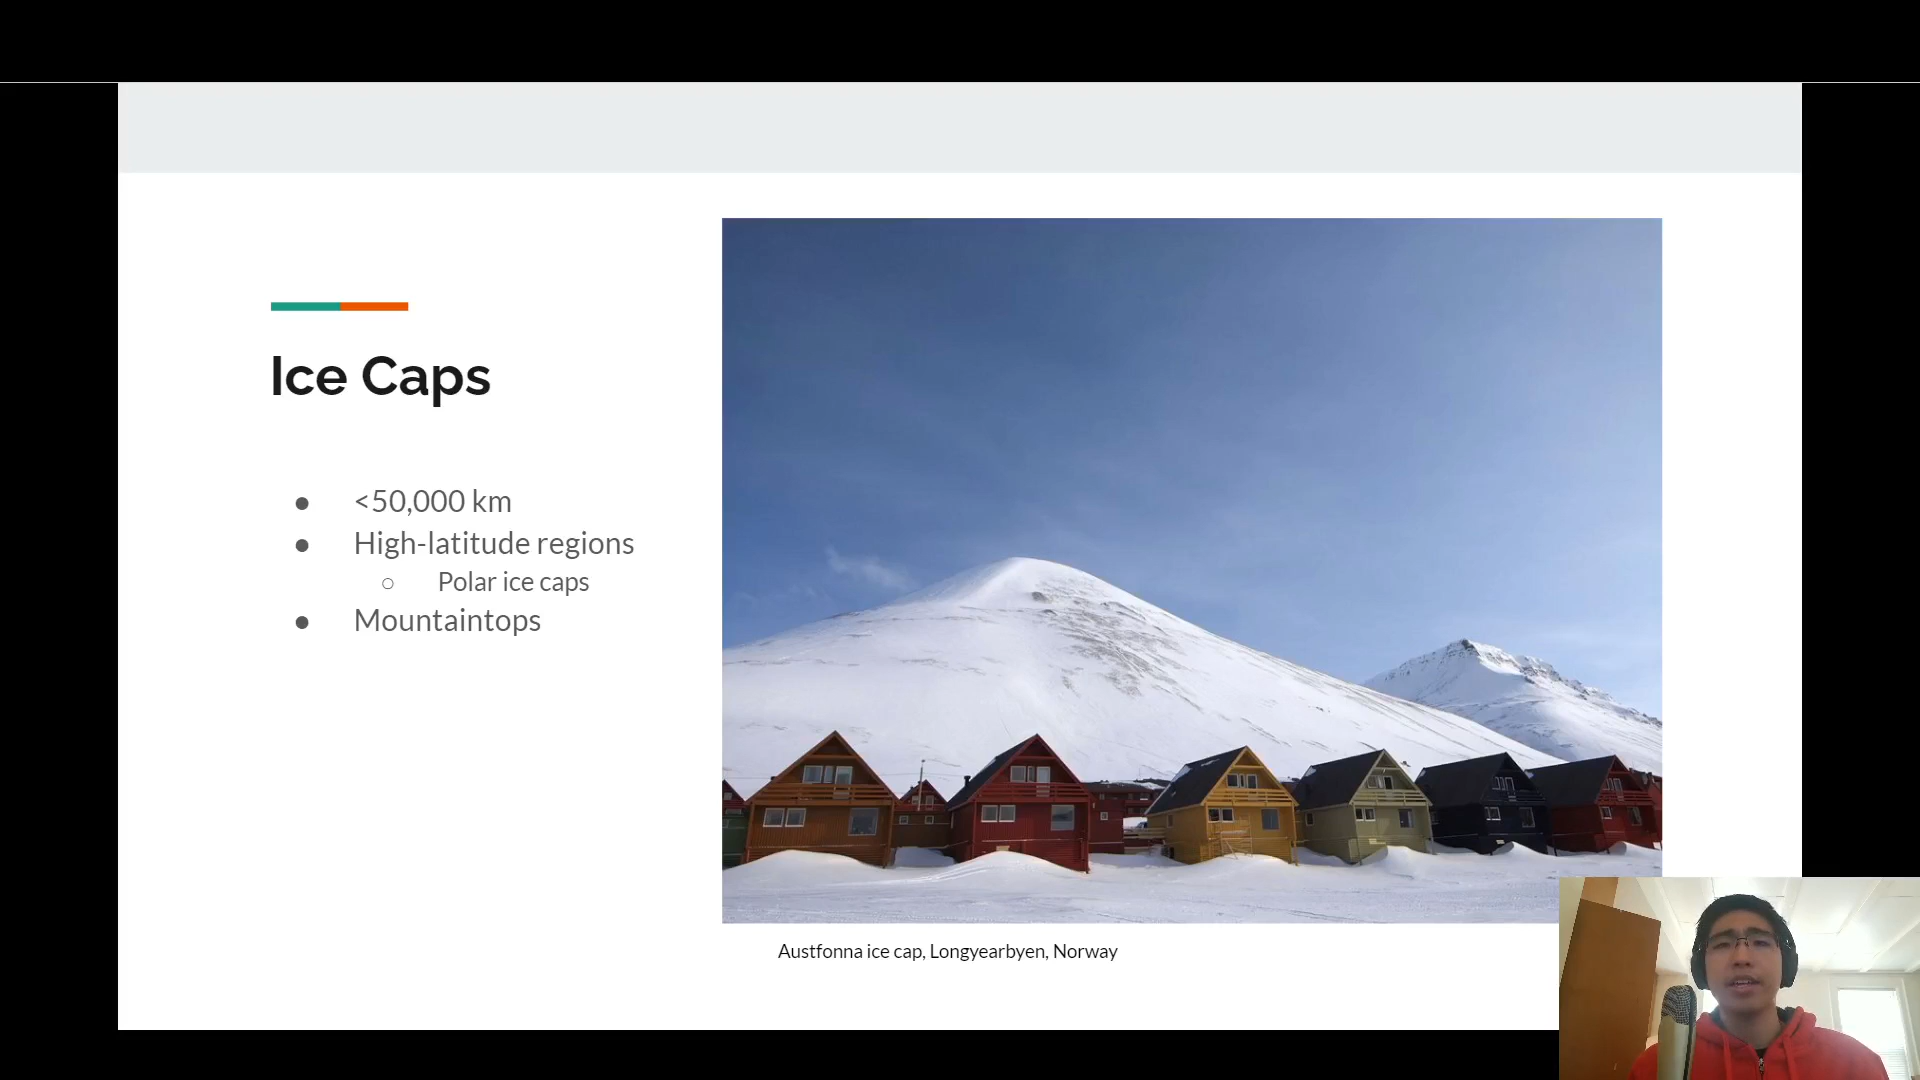 Ice Caps
● <50,000 km
● High-latitude regions
○ Polar ice caps
● Mountaintops
Austfonna ice cap, Longyearbyen, Norway